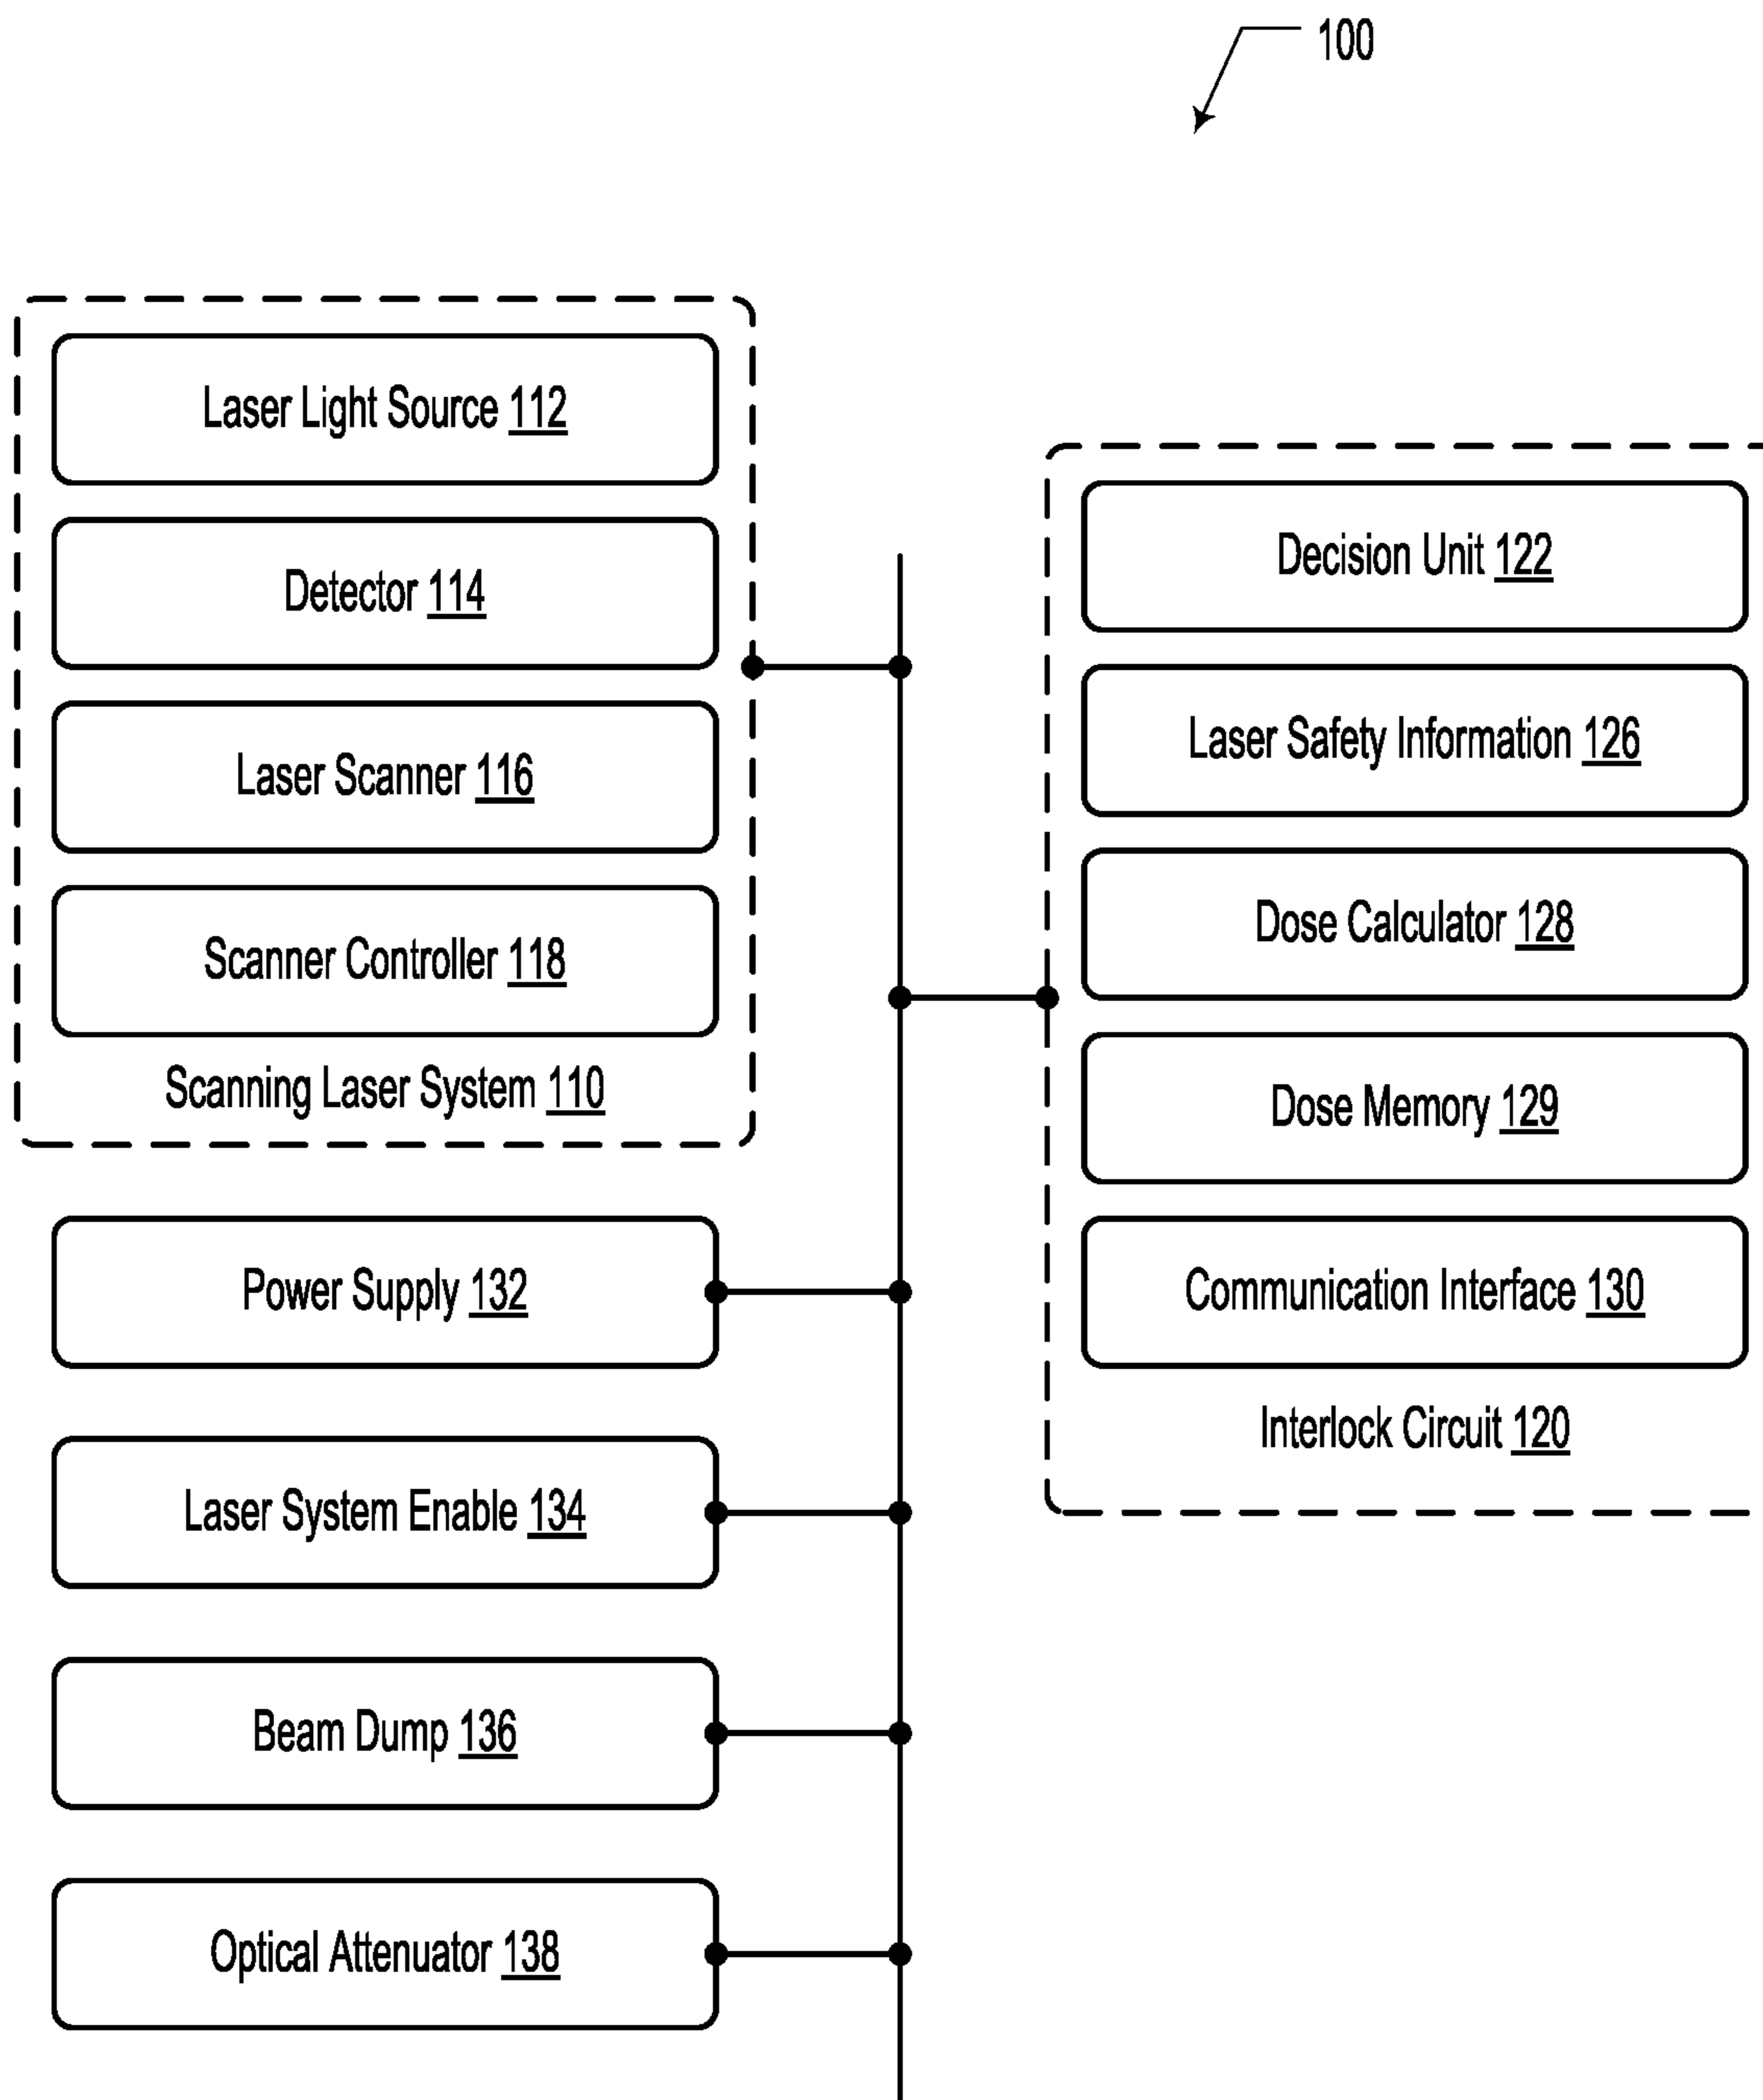 100
Laser Light Source 112
Detector 114
Laser Scanner 116
Scanner Controller 118
Scanning Laser System 110
Power Supply 132
Laser System Enable 134
Beam Dump 136
Optical Attenuator 138
Decision Unit 122
Laser Safety Information 126
Dose Calculator 128
Dose Memory 129
Communication Interface 130
Interlock Circuit 120